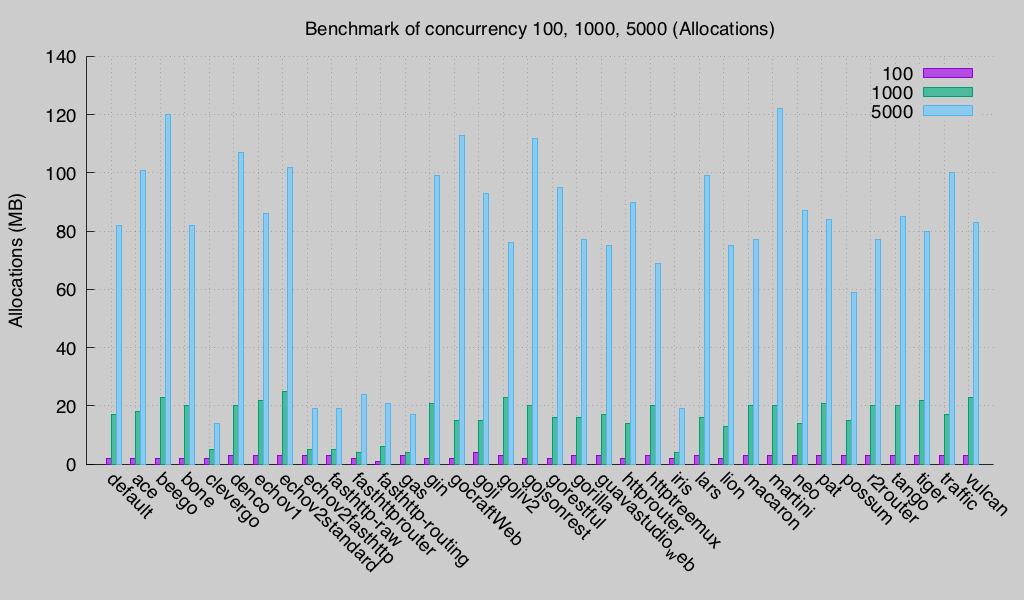 Benchmark of concurrency 100, 1000, 5000 (Allocations)
100
1000
5000
Allocations (MB)
140
120
100
80
60
40
20
0
default
ace
beego
bone
clevergo
denco
echov1
echov2standard
echov2fasthttp
fasthttp-raw
fasthttprouter
fasthttp-routing
gas
gin
gocraftWeb
goji
gojiv2
gojsonrest
gorestful
gorilla
guavastudio_web
httprouter
httptreemux
iris
lars
lion
macaron
martini
neo
pat
possum
r2router
tango
tiger
traffic
vulcan